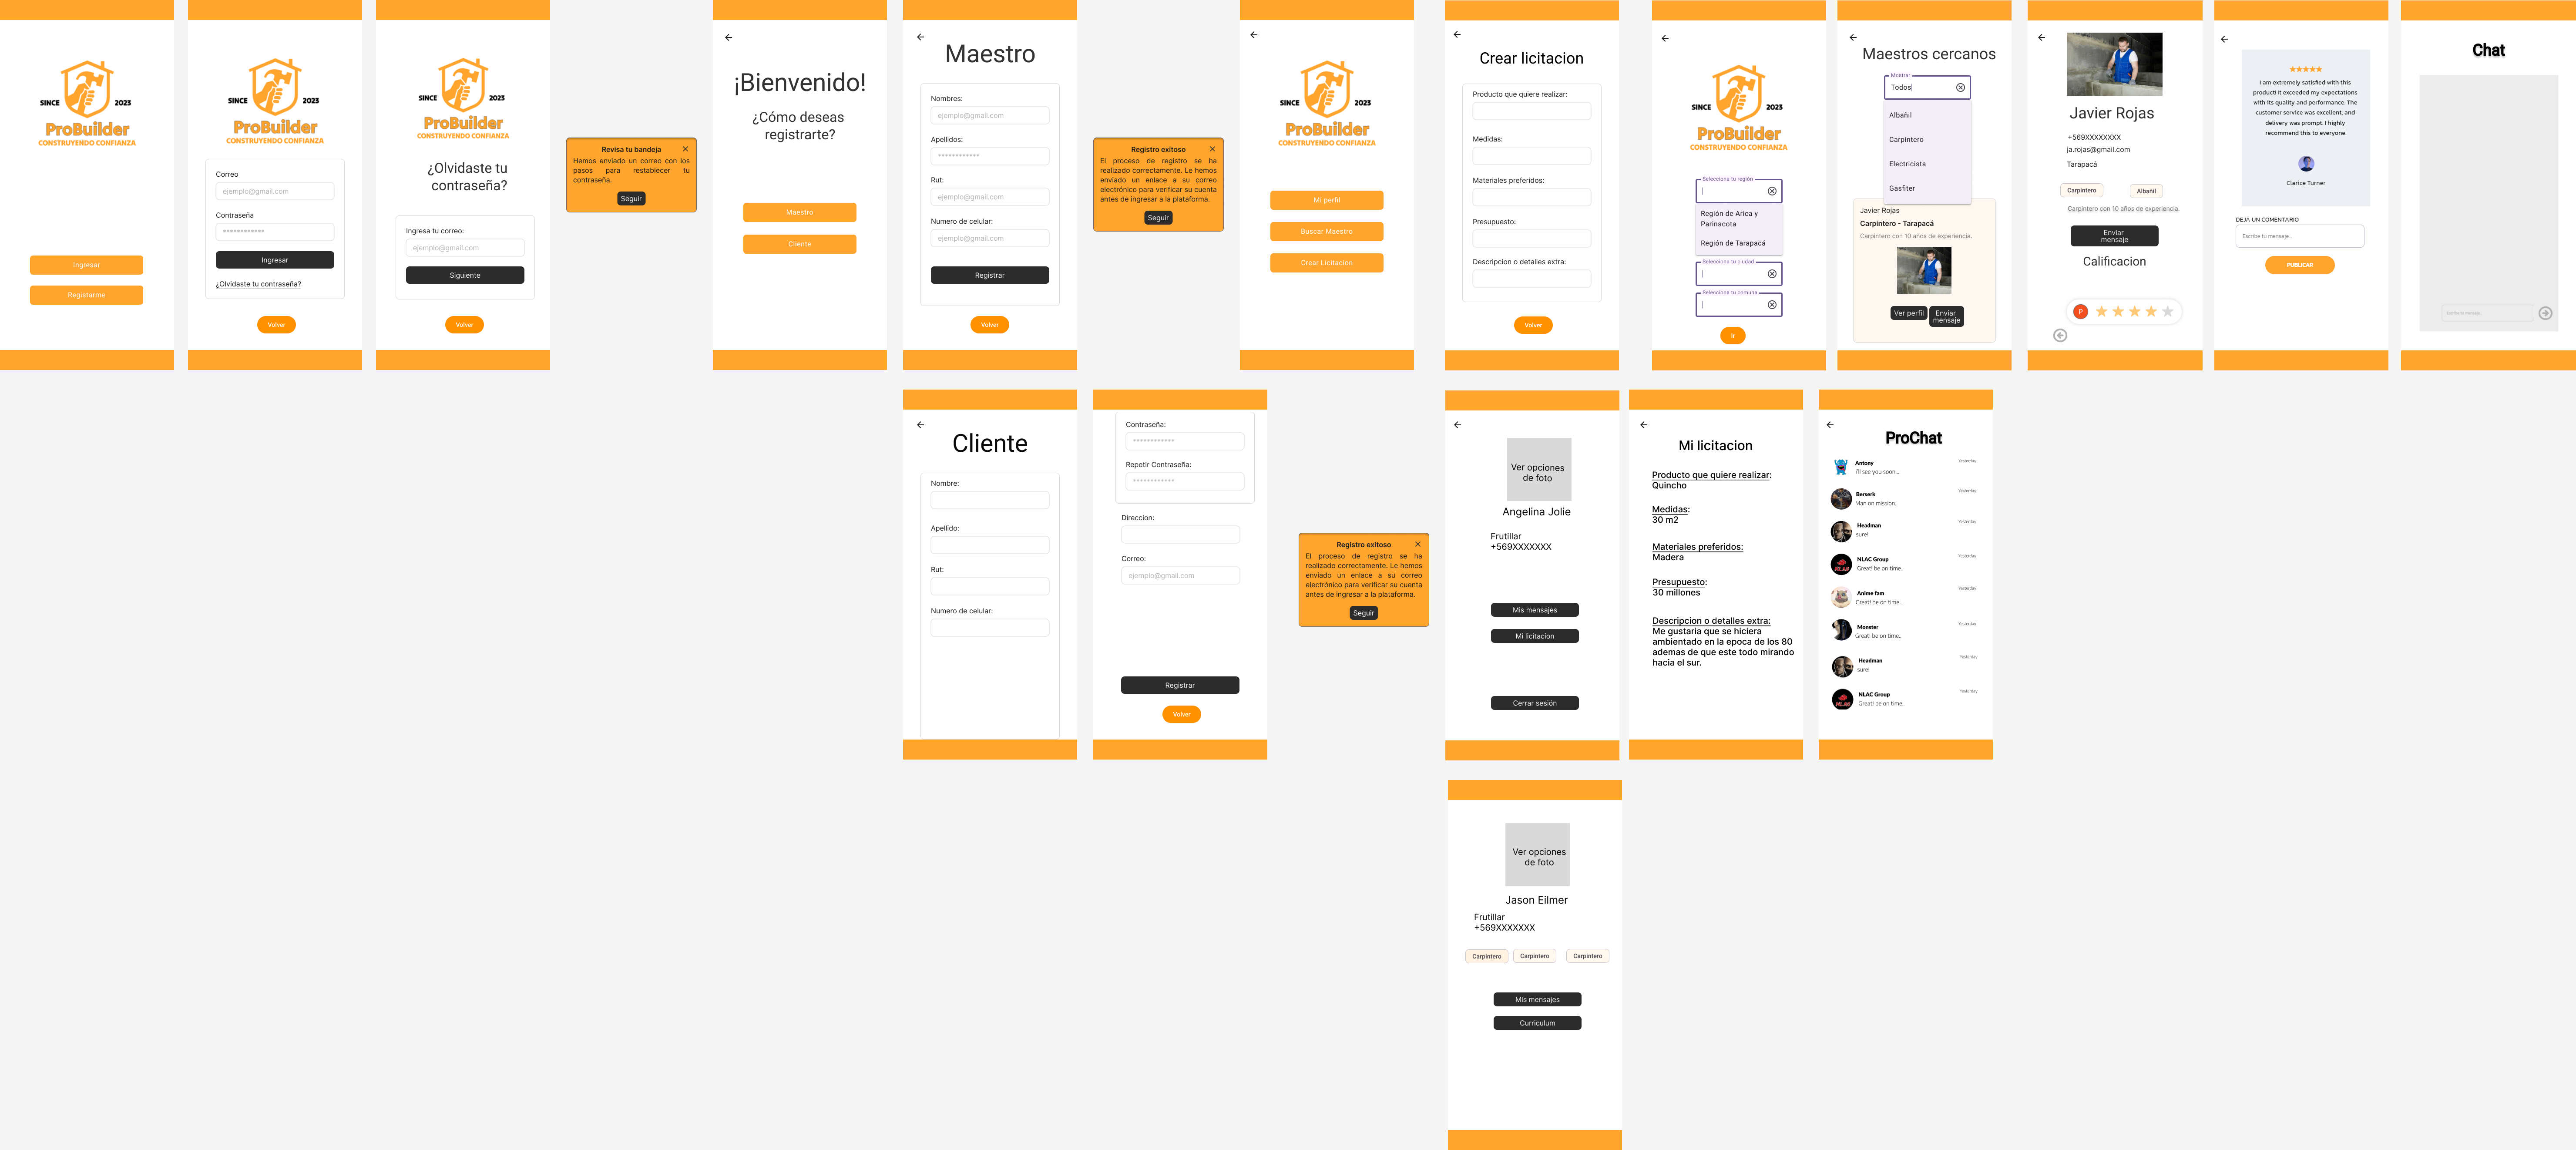 SINCE 2023
ProBuilder
CONSTRUYENDO CONFIANZA
Ingresar
Registarme
SINCE 2023
ProBuilder
CONSTRUYENDO CONFIANZA
Correo
ejemplo@gmail.com
Contraseña
************
Ingresar
¿Olvidaste tu contraseña?
Volver
SINCE 2023
ProBuilder
CONSTRUYENDO CONFIANZA
¿Olvidaste tu
contraseña?
Ingresa tu correo:
ejemplo@gmail.com
Siguiente
Volver
Revisa tu bandeja
Hemos enviado un correo con los
pasos para restablecer tu
contraseña.
Seguir
¡Bienvenido!
¿Cómo deseas
registrarte?
Maestro
Cliente
Maestro
Nombres:
ejemplo@gmail.com
Apellidos:
************
Rut:
ejemplo@gmail.com
Numero de celular:
ejemplo@gmail.com
Registrar
Volver
Registro exitoso
El proceso de registro se ha
realizado correctamente. Le hemos
enviado un enlace a su correo
electrónico para verificar su cuenta
antes de ingresar a la plataforma.
Seguir
SINCE 2023
ProBuilder
CONSTRUYENDO CONFIANZA
Mi perfil
Buscar Maestro
Crear Licitacion
Crear licitacion
Producto que quiere realizar:
Medidas:
Materiales preferidos:
Presupuesto:
Descripcion o detalles extra:
Volver
SINCE 2023
ProBuilder
CONSTRUYENDO CONFIANZA
Selecciona tu región
Región de Arica y
Parinacota
Región de Tarapacá
Selecciona tu ciudad
Selecciona tu comuna
Ir
Maestros cercanos
Mostrar
Todos
Albañil
Carpintero
Electricista
Gasfiter
Javier Rojas
Carpintero - Tarapacá
Carpintero con 10 años de experiencia.
Ver perfil
Enviar
mensaje
Javier Rojas
+569XXXXXXXX
ja.rojas@gmail.com
Tarapacá
Carpintero
Albañil
Carpintero con 10 años de experiencia.
Enviar
mensaje
Calificacion
P
I am extremely satisfied with this
product! It exceeded my expectations
with its quality and performance. The
customer service was excellent, and
delivery was prompt. I highly
recommend this to everyone.
Clarice Turner
DEJA UN COMENTARIO
Escribe tu mensaje..
PUBLICAR
Chat
Escribe tu mensaje..
Cliente
Nombre:
Apellido:
Rut:
Numero de celular:
Contraseña:
************
Repetir Contraseña:
************
Direccion:
Correo:
ejemplo@gmail.com
Registrar
Volver
Registro exitoso
El proceso de registro se ha
realizado correctamente. Le hemos
enviado un enlace a su correo
electrónico para verificar su cuenta
antes de ingresar a la plataforma.
Seguir
Ver opciones
de foto
Angelina Jolie
Frutillar
+569XXXXXXX
Mis mensajes
Mi licitacion
Cerrar sesión
Mi licitacion
Producto que quiere realizar:
Quincho
Medidas:
30 m2
Materiales preferidos:
Madera
Presupuesto:
30 millones
Descripcion o detalles extra:
Me gustaria que se hiciera
ambientado en la epoca de los 80
ademas de que este todo mirando
hacia el sur.
ProChat
Antony
Yesterday
i'll see you soon...
Berserk
Yesterday
Man on mission..
Headman
Yesterday
sure!
NLAC Group
Yesterday
Great! be on time..
Anime fam
Yesterday
Great! be on time..
Monster
Yesterday
Great! be on time..
Headman
Yesterday
sure!
NLAC Group
Yesterday
Great! be on time..
Ver opciones
de foto
Jason Eilmer
Frutillar
+569XXXXXXX
Carpintero
Carpintero
Carpintero
Mis mensajes
Curriculum